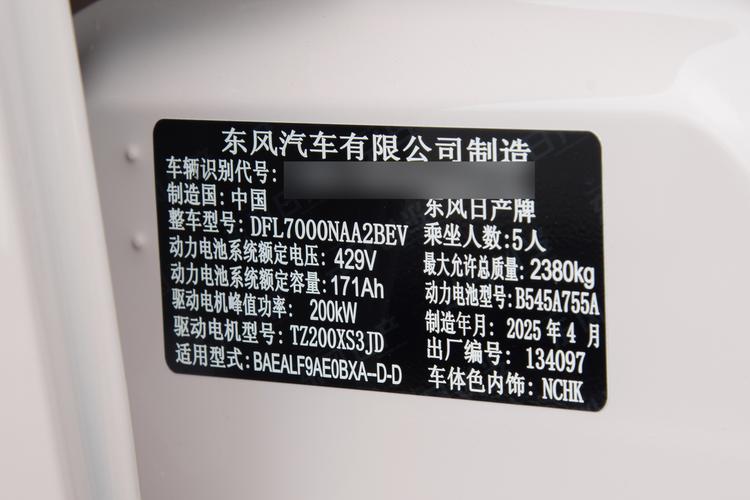 东风汽车有限公司制造
车辆识别代号:
制造国: 中国 东风日产牌
整车型号: DFL7000NAA2BEV 乘坐人数: 5人
动力电池系统额定电压: 429V 最大允许总质量: 2380kg
动力电池系统额定容量: 171Ah 动力电池型号: B545A755A
驱动电机峰值功率: 200kW 制造年月: 2025年4月
驱动电机型号: TZ200XS3JD 出厂编号: 134097
适用型式: BAEALF9AE0BXA-D-D 车体色内饰: NCHK